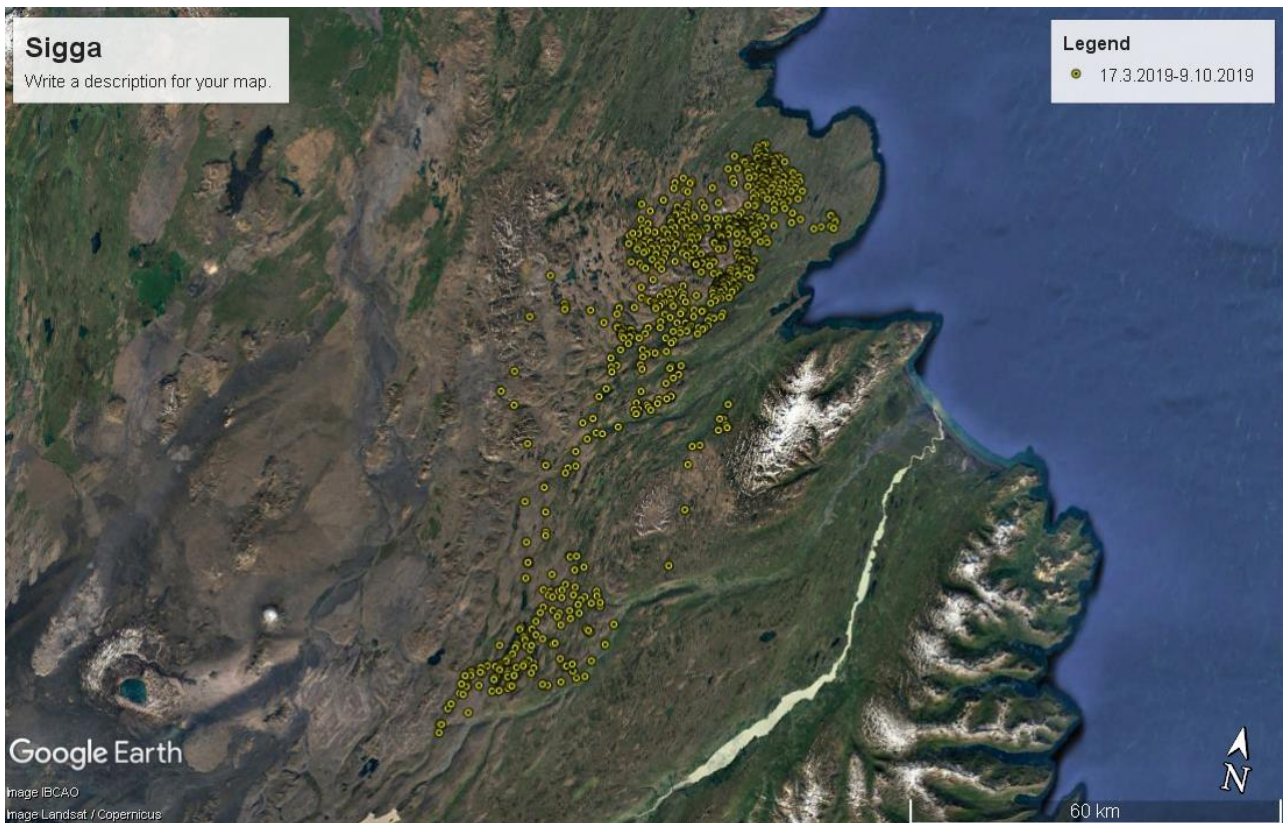 Sigga
Write a description for your map.
Legend
17.3.2019-9.10.2019
Google Earth
Image IBCAO
Image Landsat / Copernicus
N
60 km